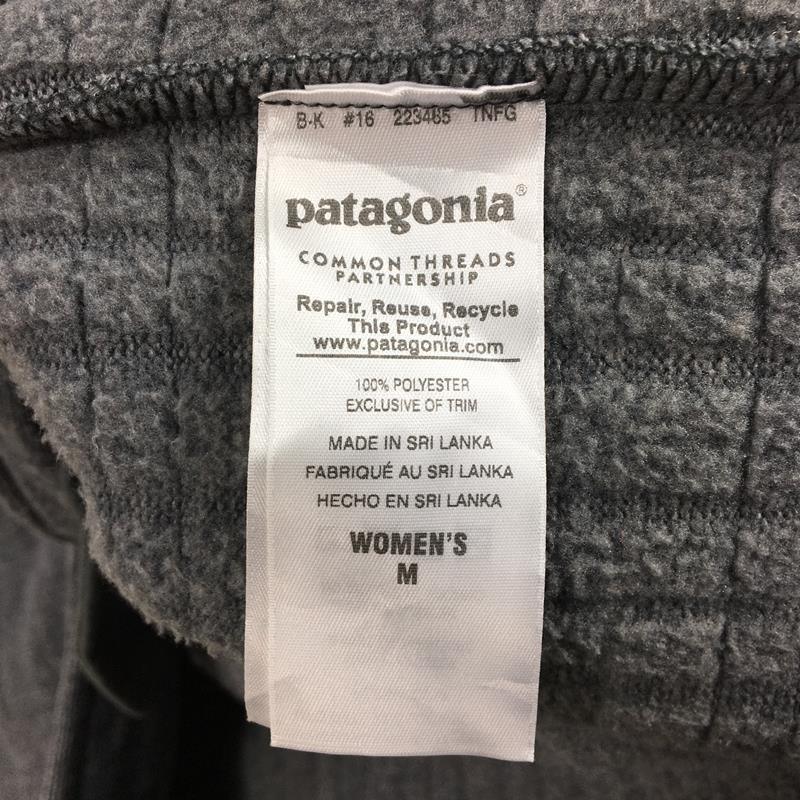 B-K #16 223465 TNFG
patagonia®
COMMON THREADS
PARTNERSHIP
Repair, Reuse, Recycle
This Product
www.patagonia.com
100% POLYESTER
EXCLUSIVE OF TRIM
MADE IN SRI LANKA
FABRIQUÉ AU SRI LANKA
HECHO EN SRI LANKA
WOMEN'S
M